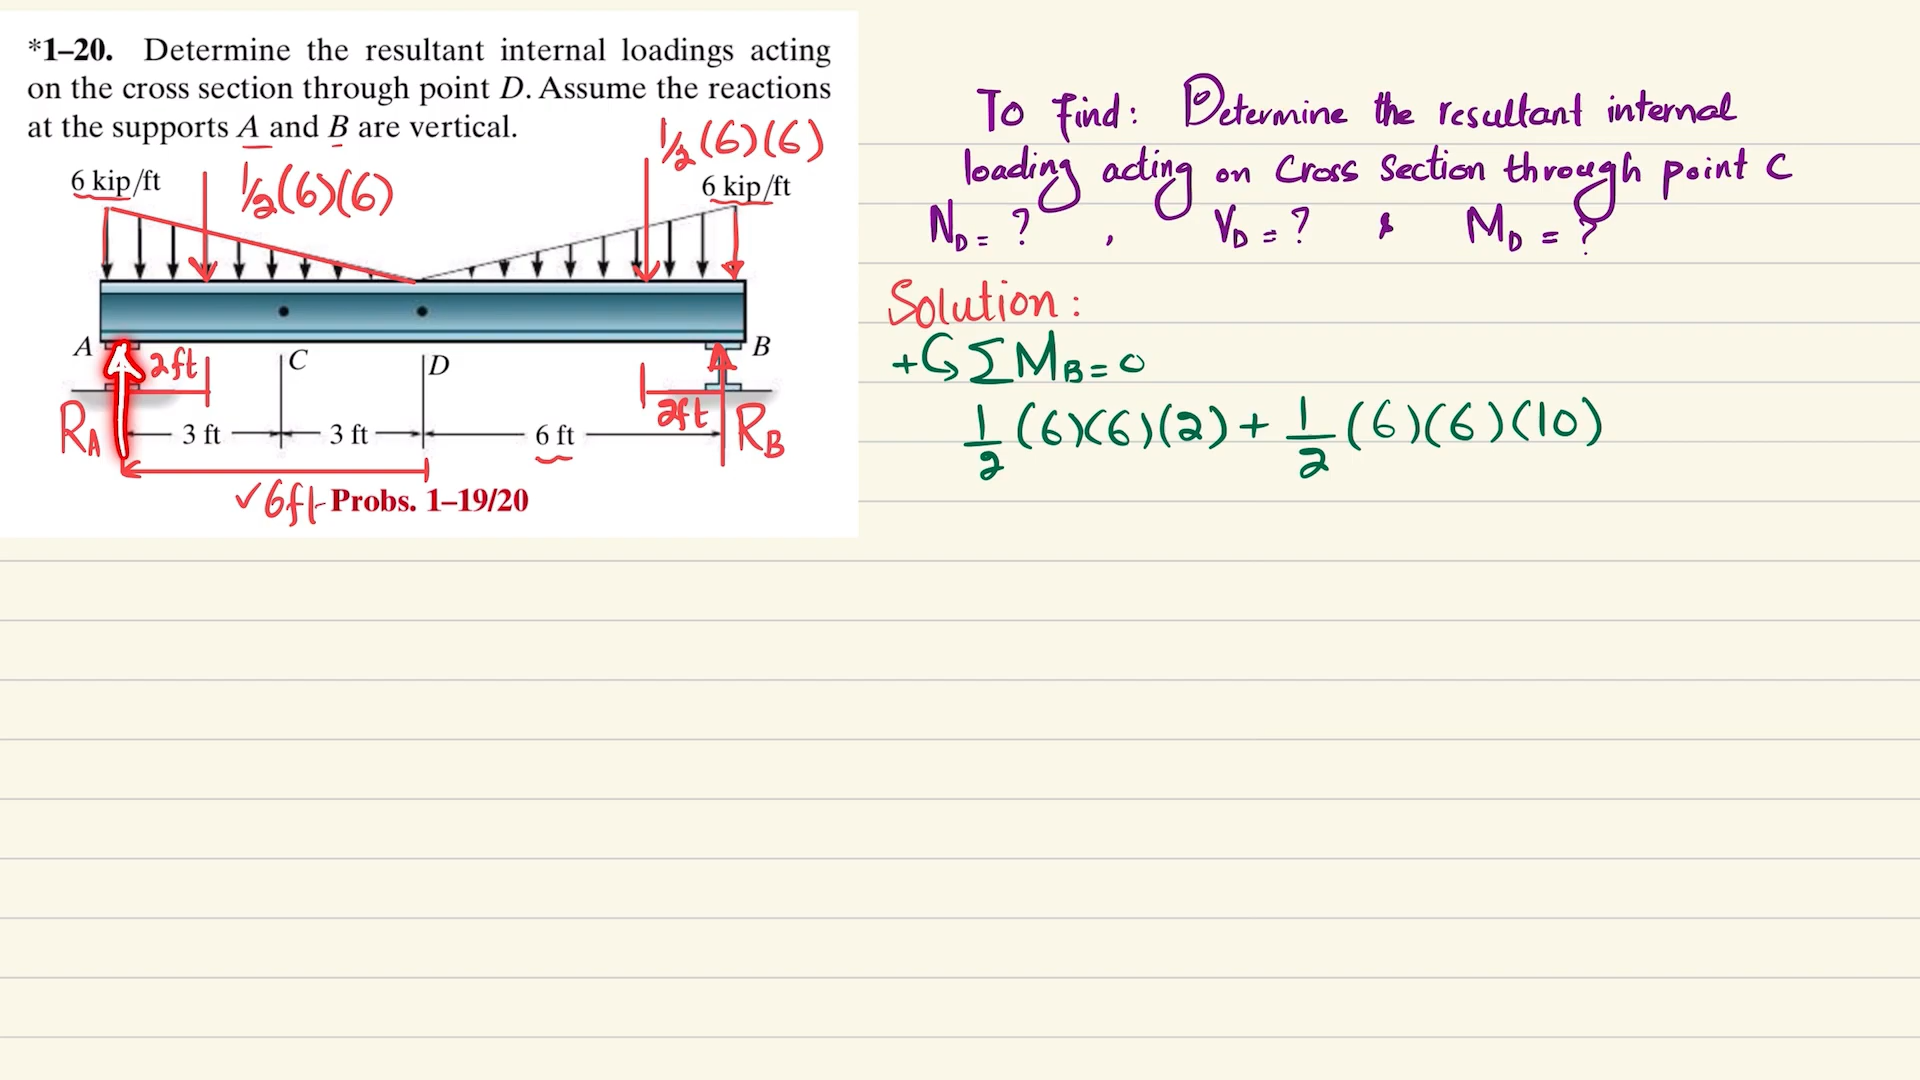 *1–20. Determine the resultant internal loadings acting
on the cross section through point D. Assume the reactions
at the supports A and B are vertical.
½(6)(6)
6 kip/ft
½(6)(6)
6 kip/ft
A
2ft
C
D
B
2ft
RA
3 ft
3 ft
6 ft
RB
✓6ft
Probs. 1–19/20
To Find: Determine the resultant internal
loading acting on Cross Section through point C
ND = ? , VD = ? & MD = ?
Solution:
+↺ ΣMB = 0
1/2 (6)(6)(2) + 1/2 (6)(6)(10)